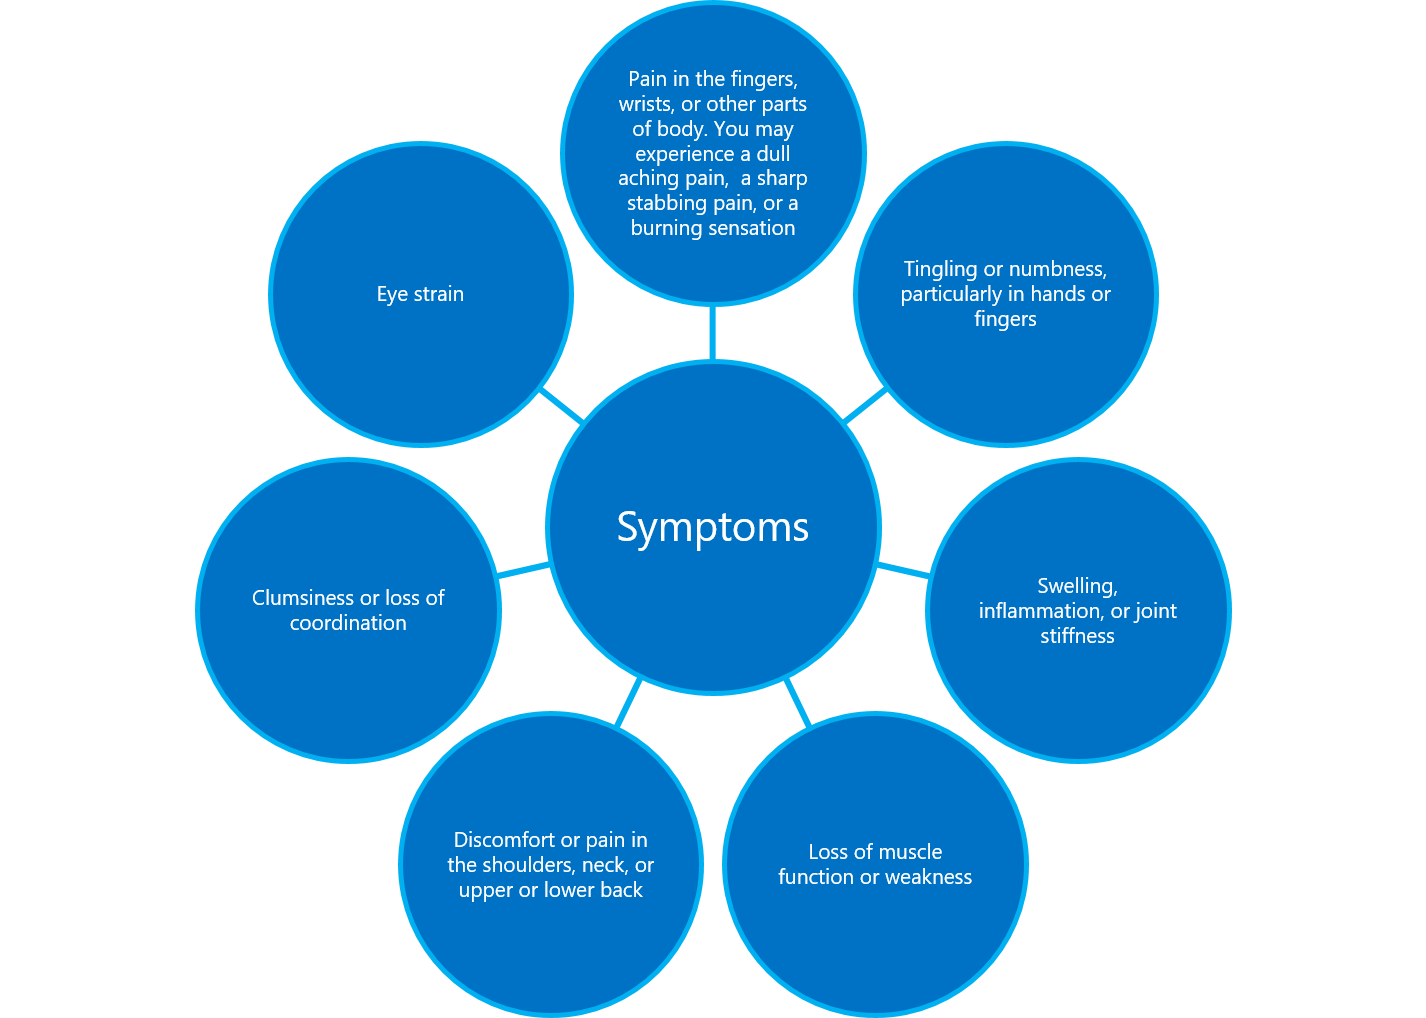 Pain in the fingers,
wrists, or other parts
of body. You may
experience a dull
aching pain,  a sharp
stabbing pain, or a
burning sensation
Tingling or numbness,
particularly in hands or
fingers
Swelling,
inflammation, or joint
stiffness
Loss of muscle
function or weakness
Discomfort or pain in
the shoulders, neck, or
upper or lower back
Clumsiness or loss of
coordination
Eye strain
Symptoms